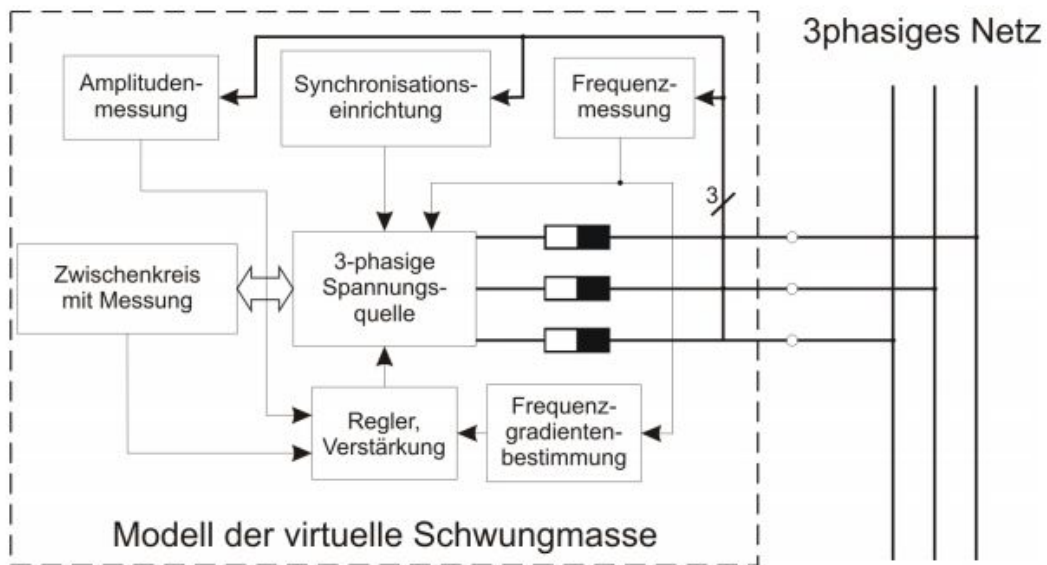 3phasiges Netz
Amplituden-
messung
Synchronisations-
einrichtung
Frequenz-
messung
3
Zwischenkreis
mit Messung
3-phasige
Spannungs-
quelle
Regler,
Verstärkung
Frequenz-
gradienten-
bestimmung
Modell der virtuelle Schwungmasse